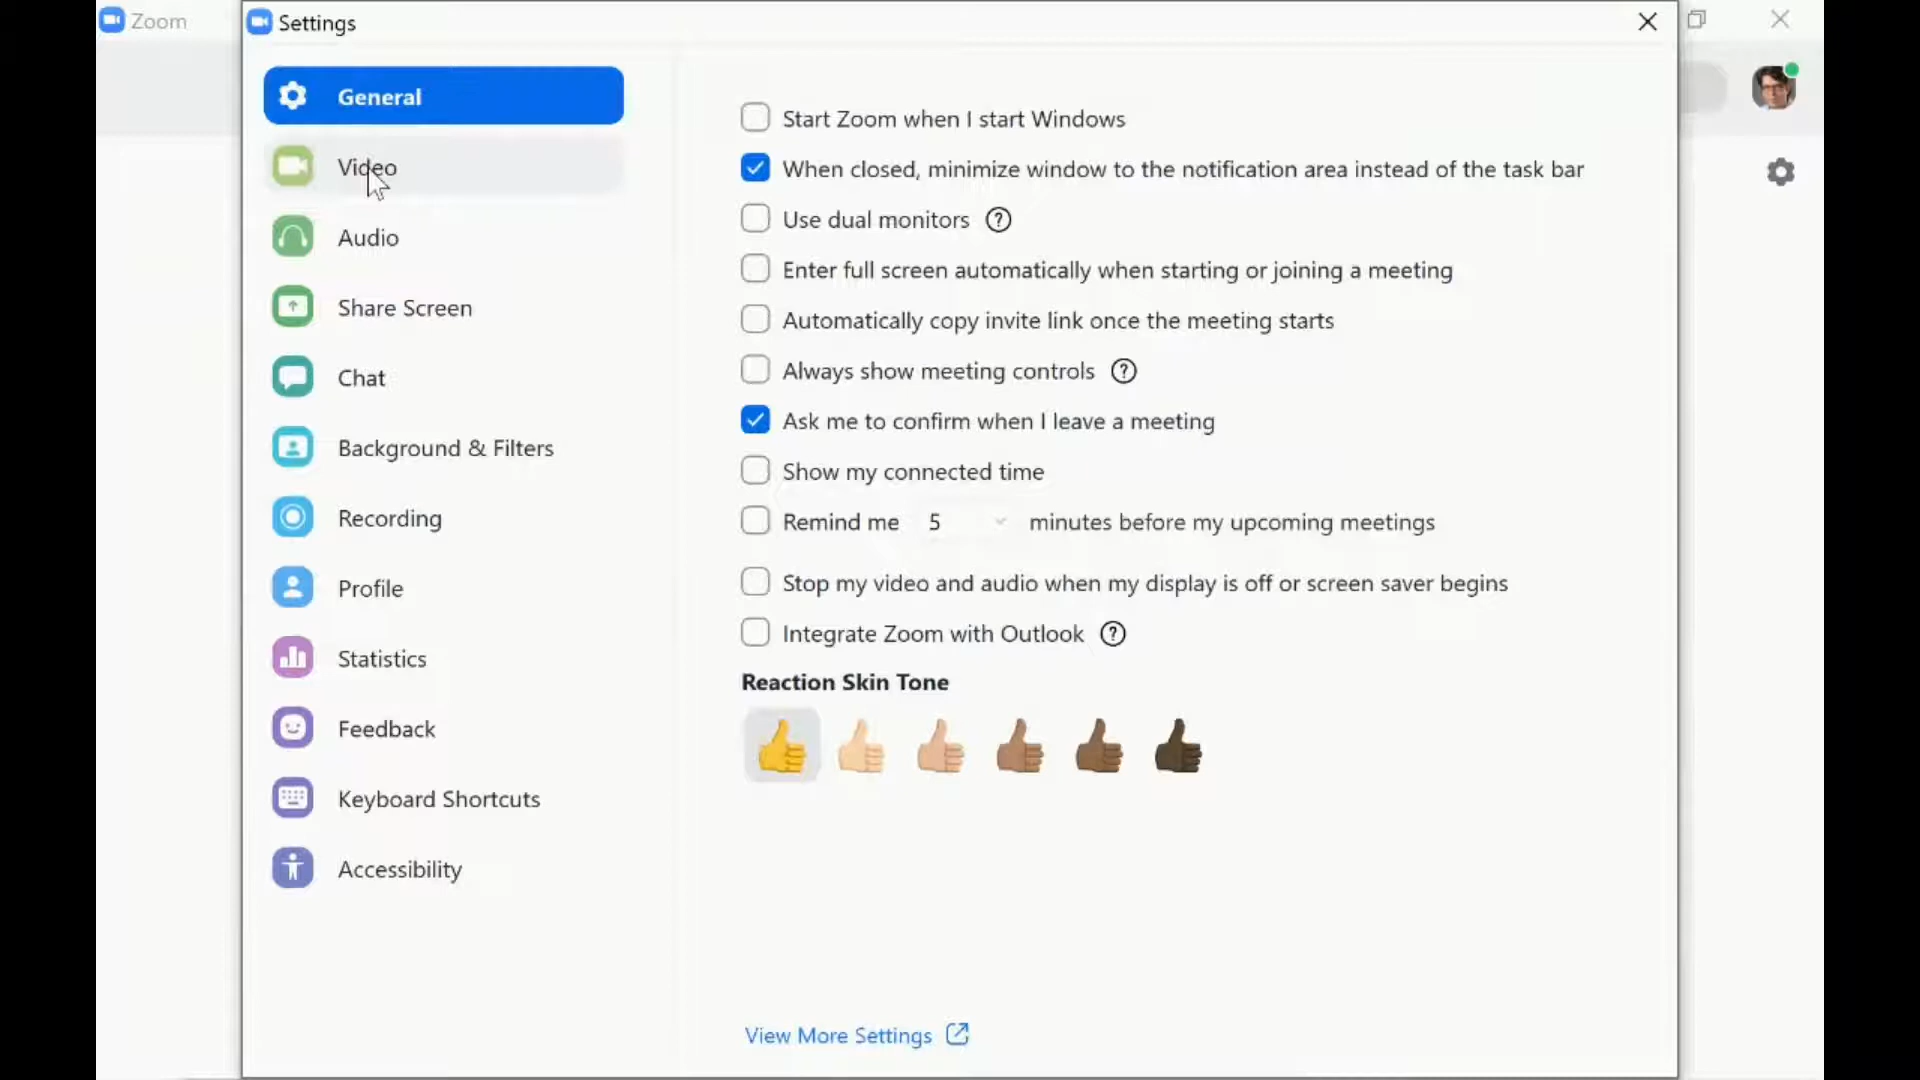 Zoom
Settings
General
Video
Audio
Share Screen
Chat
Background & Filters
Recording
Profile
Statistics
Feedback
Keyboard Shortcuts
Accessibility
Start Zoom when I start Windows
When closed, minimize window to the notification area instead of the task bar
Use dual monitors ?
Enter full screen automatically when starting or joining a meeting
Automatically copy invite link once the meeting starts
Always show meeting controls ?
Ask me to confirm when I leave a meeting
Show my connected time
Remind me 5 minutes before my upcoming meetings
Stop my video and audio when my display is off or screen saver begins
Integrate Zoom with Outlook ?
Reaction Skin Tone
View More Settings